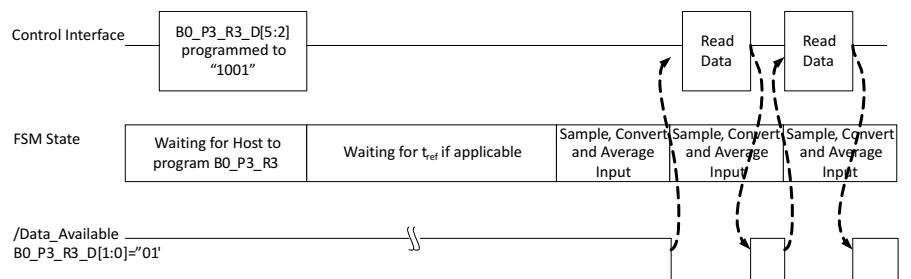 Control Interface
B0_P3_R3_D[5:2]
programmed to
“1001”
Read
Data
Read
Data
FSM State
Waiting for Host to
program B0_P3_R3
Waiting for tref if applicable
Sample, Convert
and Average
Input
Sample, Convert
and Average
Input
Sample, Convert
and Average
Input
/Data_Available
B0_P3_R3_D[1:0]=”01'